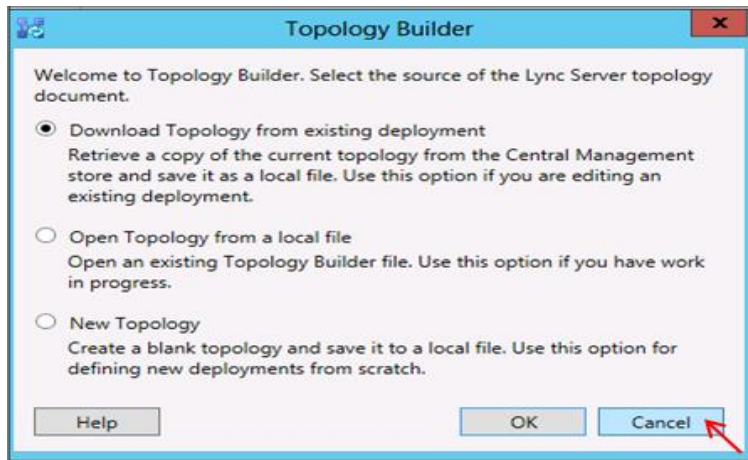 Topology Builder
Welcome to Topology Builder. Select the source of the Lync Server topology
document.
Download Topology from existing deployment
Retrieve a copy of the current topology from the Central Management
store and save it as a local file. Use this option if you are editing an
existing deployment.
Open Topology from a local file
Open an existing Topology Builder file. Use this option if you have work
in progress.
New Topology
Create a blank topology and save it to a local file. Use this option for
defining new deployments from scratch.
Help OK Cancel